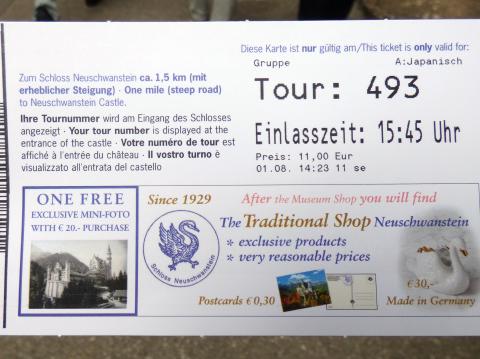 Diese Karte ist nur gültig am/This ticket is only valid for:
Gruppe A:Japanisch
Tour: 493
Einlasszeit: 15:45 Uhr
Preis: 11,00 Eur
01.08. 14:23 11 se
Zum Schloss Neuschwanstein ca. 1,5 km (mit
erheblicher Steigung) · One mile (steep road)
to Neuschwanstein Castle.
Ihre Tournummer wird am Eingang des Schlosses
angezeigt · Your tour number is displayed at the
entrance of the castle · Votre numéro de tour est
affiché à l'entrée du château · Il vostro turno è
visualizzato all'entrata del castello
ONE FREE
EXCLUSIVE MINI-FOTO
WITH € 20.- PURCHASE
Since 1929
Schloss Neuschwanstein
After the Museum Shop you will find
The Traditional Shop Neuschwanstein
* exclusive products
* very reasonable prices
Postcards € 0,30
€ 30,-
Made in Germany